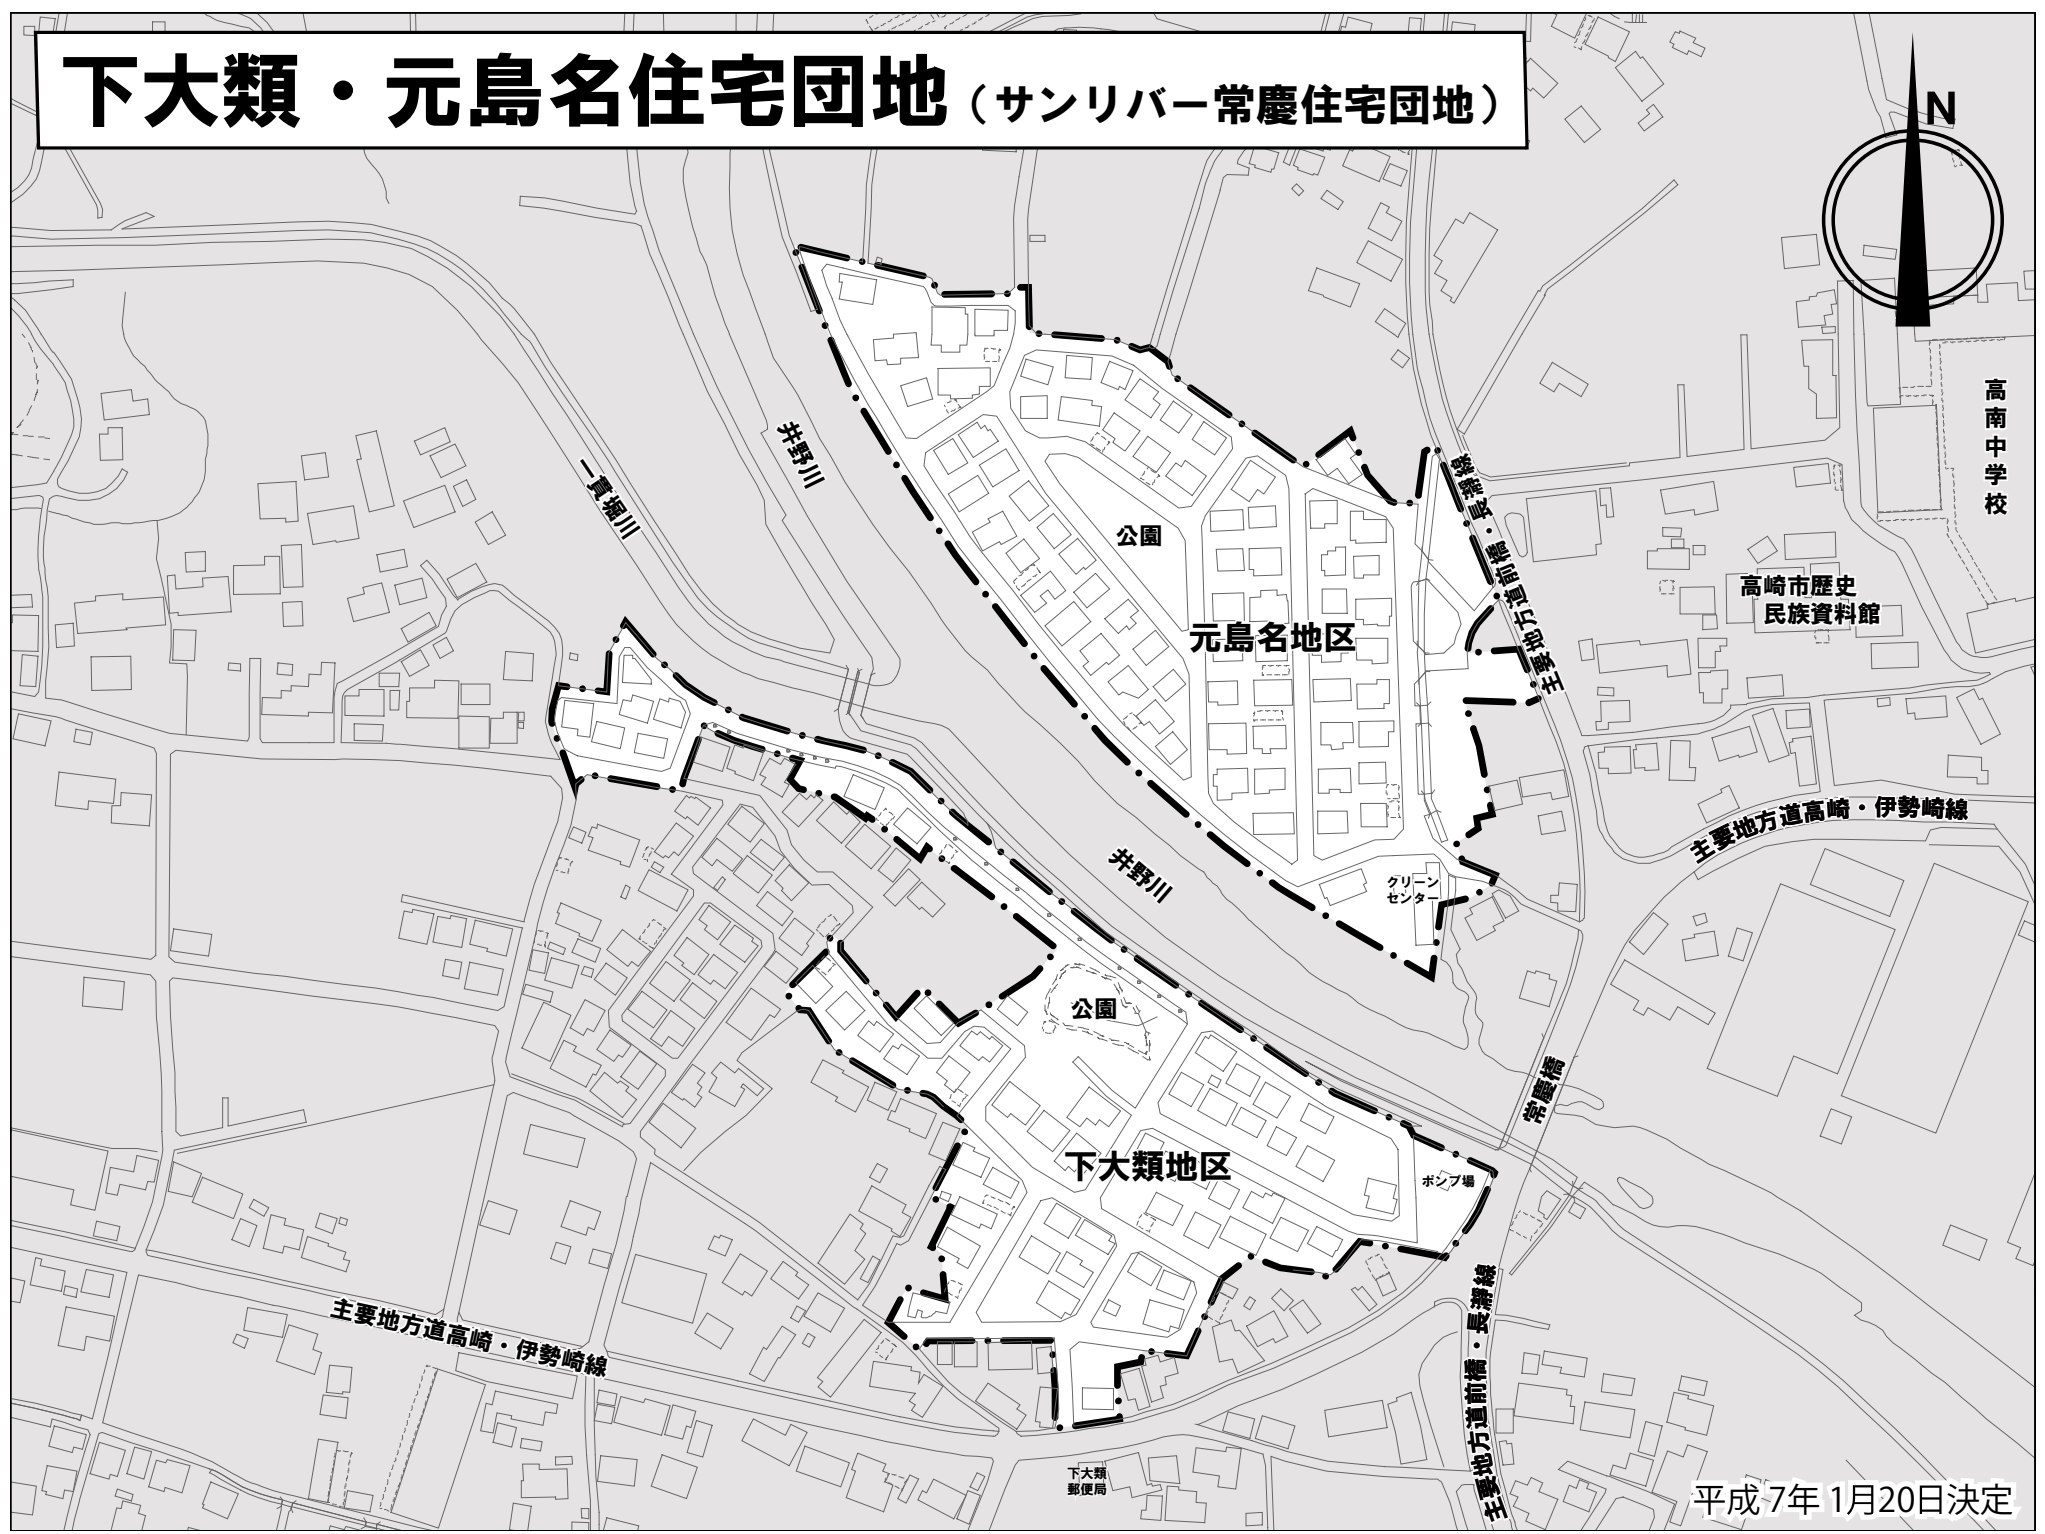 下大類・元島名住宅団地（サンリバー常慶住宅団地）
N
高南中学校
井野川
一貫堀川
主要地方道前橋・長瀞線
公園
高崎市歴史
民族資料館
元島名地区
主要地方道高崎・伊勢崎線
井野川
クリーン
センター
公園
常慶橋
下大類地区
ポンプ場
主要地方道高崎・伊勢崎線
主要地方道前橋・長瀞線
下大類
郵便局
平成7年1月20日決定